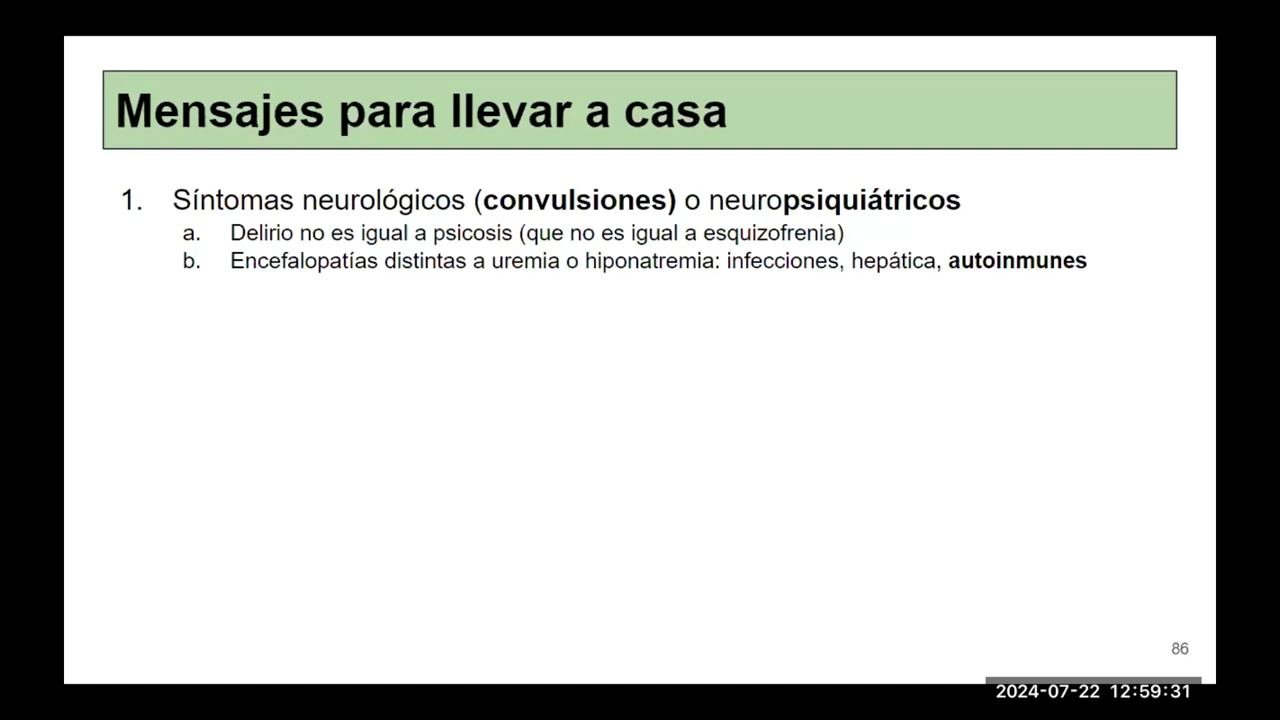 Mensajes para llevar a casa
1. Síntomas neurológicos (convulsiones) o neuropsiquiátricos
a. Delirio no es igual a psicosis (que no es igual a esquizofrenia)
b. Encefalopatías distintas a uremia o hiponatremia: infecciones, hepática, autoinmunes
86
2024-07-22 12:59:31